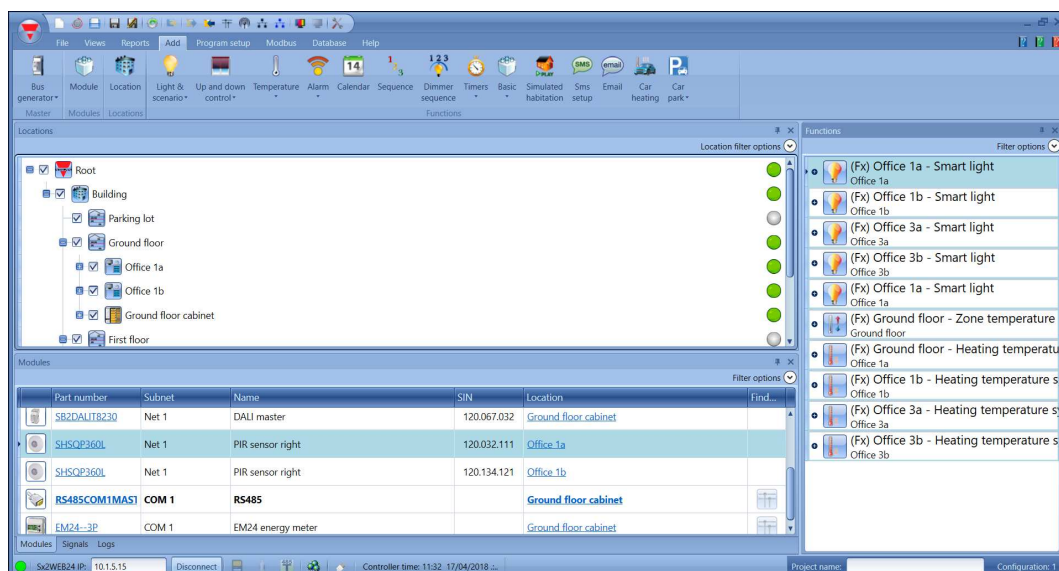 File Views Reports Add Program setup Modbus Database Help
14 1 3 1 2 3 PLAY SMS email P
Bus generator Module Location Light & scenario Up and down control Temperature Alarm Calendar Sequence Dimmer sequence Timers Basic Simulated habitation Sms setup Email Car heating Car park
Master Modules Locations Functions
Locations
Location filter options
Root
Building
Parking lot
Ground floor
Office 1a
Office 1b
Ground floor cabinet
First floor
Modules
Filter options
Part number Subnet Name SIN Location Find...
SB2DALIT8230 Net 1 DALI master 120.067.032 Ground floor cabinet
SHSQP360L Net 1 PIR sensor right 120.032.111 Office 1a
SHSQP360L Net 1 PIR sensor right 120.134.121 Office 1b
RS485COM1MAST COM 1 RS485 Ground floor cabinet
EM24--3P COM 1 EM24 energy meter Ground floor cabinet
Modules Signals Logs
Functions
Filter options
(Fx) Office 1a - Smart light
Office 1a
(Fx) Office 1b - Smart light
Office 1b
(Fx) Office 3a - Smart light
Office 3a
(Fx) Office 3b - Smart light
Office 3b
(Fx) Office 1a - Smart light
Office 1a
(Fx) Ground floor - Zone temperature
Ground floor
(Fx) Ground floor - Heating temperatu
Office 1a
(Fx) Office 1b - Heating temperature s
Office 1b
(Fx) Office 3a - Heating temperature sy
Office 3a
(Fx) Office 3b - Heating temperature s
Office 3b
Sx2WEB24 IP: 10.1.5.15 Disconnect Controller time: 11:32 17/04/2018 Project name: Configuration: 1